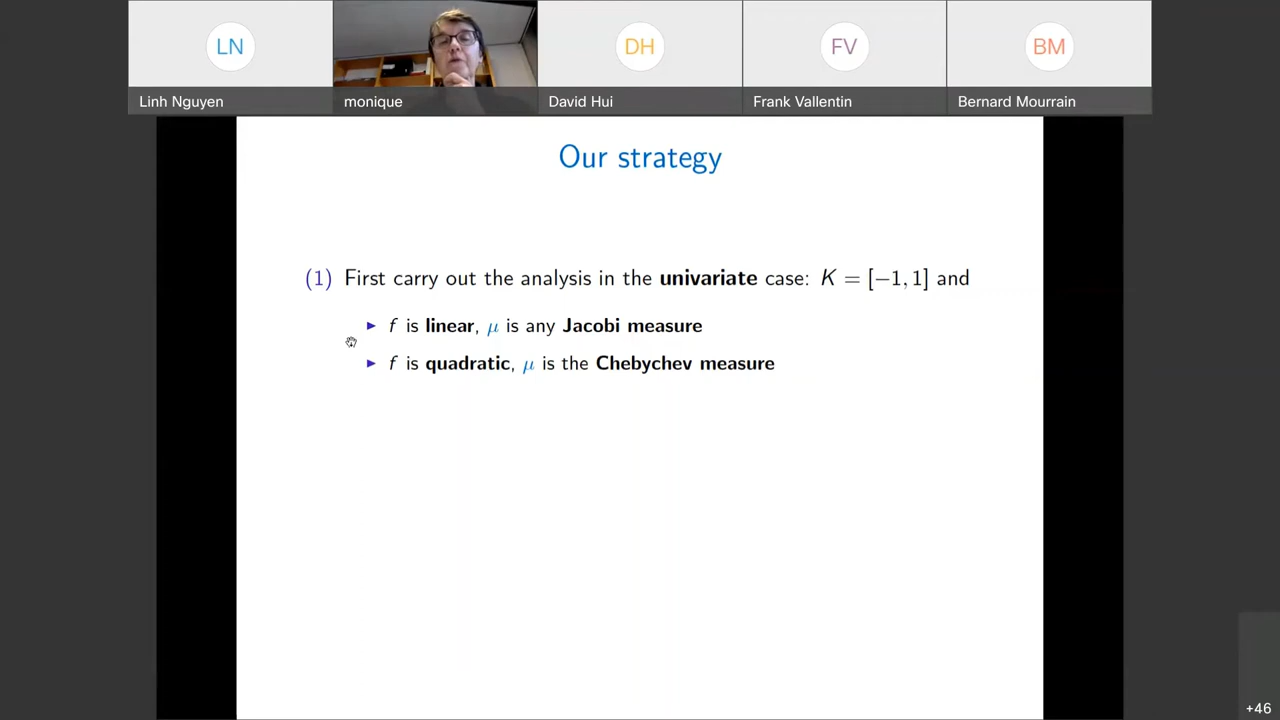 LN
DH
FV
BM
Linh Nguyen
monique
David Hui
Frank Vallentin
Bernard Mourrain
Our strategy
(1) First carry out the analysis in the univariate case: K = [−1, 1] and
► f is linear, μ is any Jacobi measure
► f is quadratic, μ is the Chebychev measure
+46